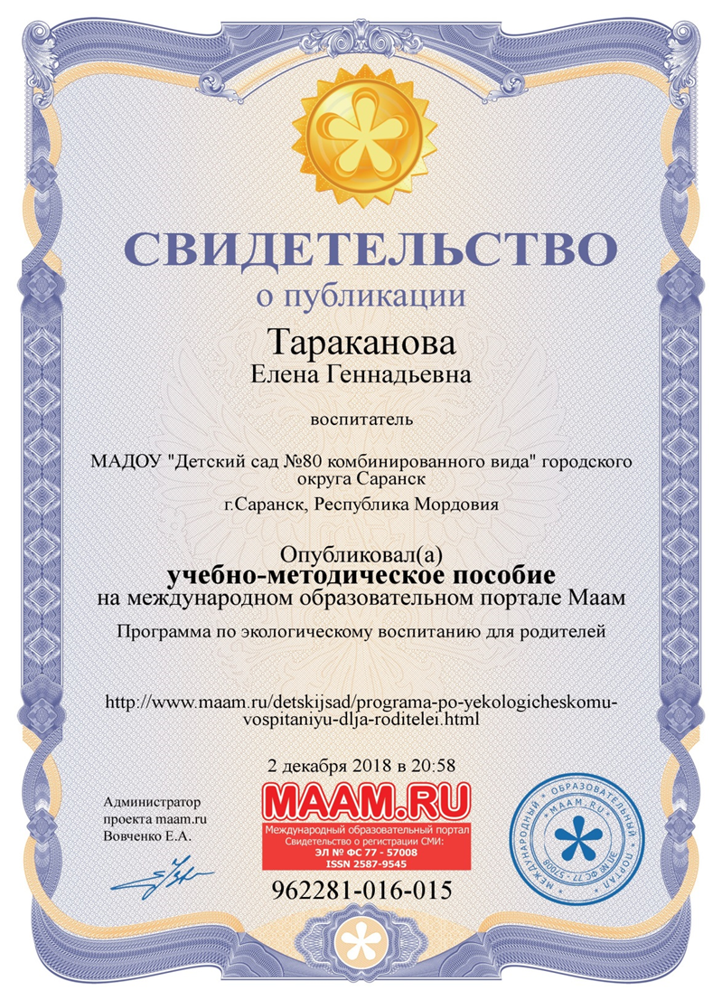 СВИДЕТЕЛЬСТВО
о публикации
Тараканова
Елена Геннадьевна
воспитатель
МАДОУ "Детский сад №80 комбинированного вида" городского
округа Саранск
г.Саранск, Республика Мордовия
Опубликовал(а)
учебно-методическое пособие
на международном образовательном портале Маам
Программа по экологическому воспитанию для родителей
http://www.maam.ru/detskijsad/programa-po-yekologicheskomu-
vospitaniyu-dlja-roditelei.html
2 декабря 2018 в 20:58
Администратор
проекта maam.ru
Вовченко Е.А.
MAAM.RU
Международный образовательный портал
Свидетельство о регистрации СМИ:
ЭЛ № ФС 77 - 57008
ISSN 2587-9545
962281-016-015
* МЕЖДУНАРОДНЫЙ * ОБРАЗОВАТЕЛЬНЫЙ * ПОРТАЛ
* MAAM.RU *
ЭЛ № ФС 77 - 57008